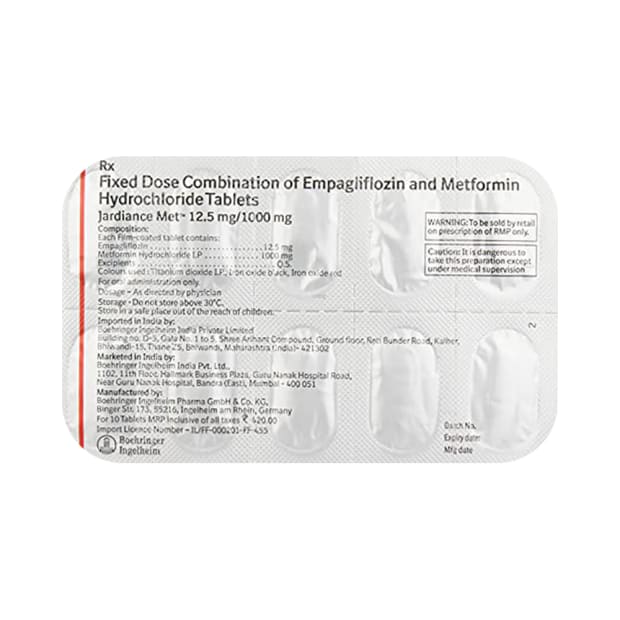 Rx
Fixed Dose Combination of Empagliflozin and Metformin
Hydrochloride Tablets
Jardiance Met™ 12.5 mg/1000 mg
Composition:
Each Film-coated tablet contains:
Empagliflozin .............................. 12.5 mg
Metformin Hydrochloride I.P. .............. 1000 mg
Excipients .................................... Q.S.
Colours used : Titanium dioxide I.P., Iron oxide black, Iron oxide red
For oral administration only.
Dosage - As directed by physician
Storage - Do not store above 30°C.
Store in a safe place out of the reach of children.
Imported in India by:
Boehringer Ingelheim India Private Limited
Building no. D-5, Gala No. 1 to 5, Shree Arihant Compound, Ground floor, Reti Bunder Road, Kalher,
Bhiwandi-15, Thane Z5, Bhiwandi, Maharashtra (India)- 421302
Marketed in India by:
Boehringer Ingelheim India Pvt. Ltd.,
1102, 11th Floor, Hallmark Business Plaza, Guru Nanak Hospital Road,
Near Guru Nanak Hospital, Bandra (East), Mumbai - 400 051
Manufactured by:
Boehringer Ingelheim Pharma GmbH & Co. KG,
Binger Str. 173, 55216, Ingelheim am Rhein, Germany
For 10 Tablets MRP Inclusive of all taxes ₹ 420.00
Import Licence Number - IL/FF-000201-FF-455
Boehringer
Ingelheim
WARNING: To be sold by retail
on prescription of RMP only.
Caution: It is dangerous to
take this preparation except
under medical supervision
2
Batch No.
Expiry date:
Mfg date